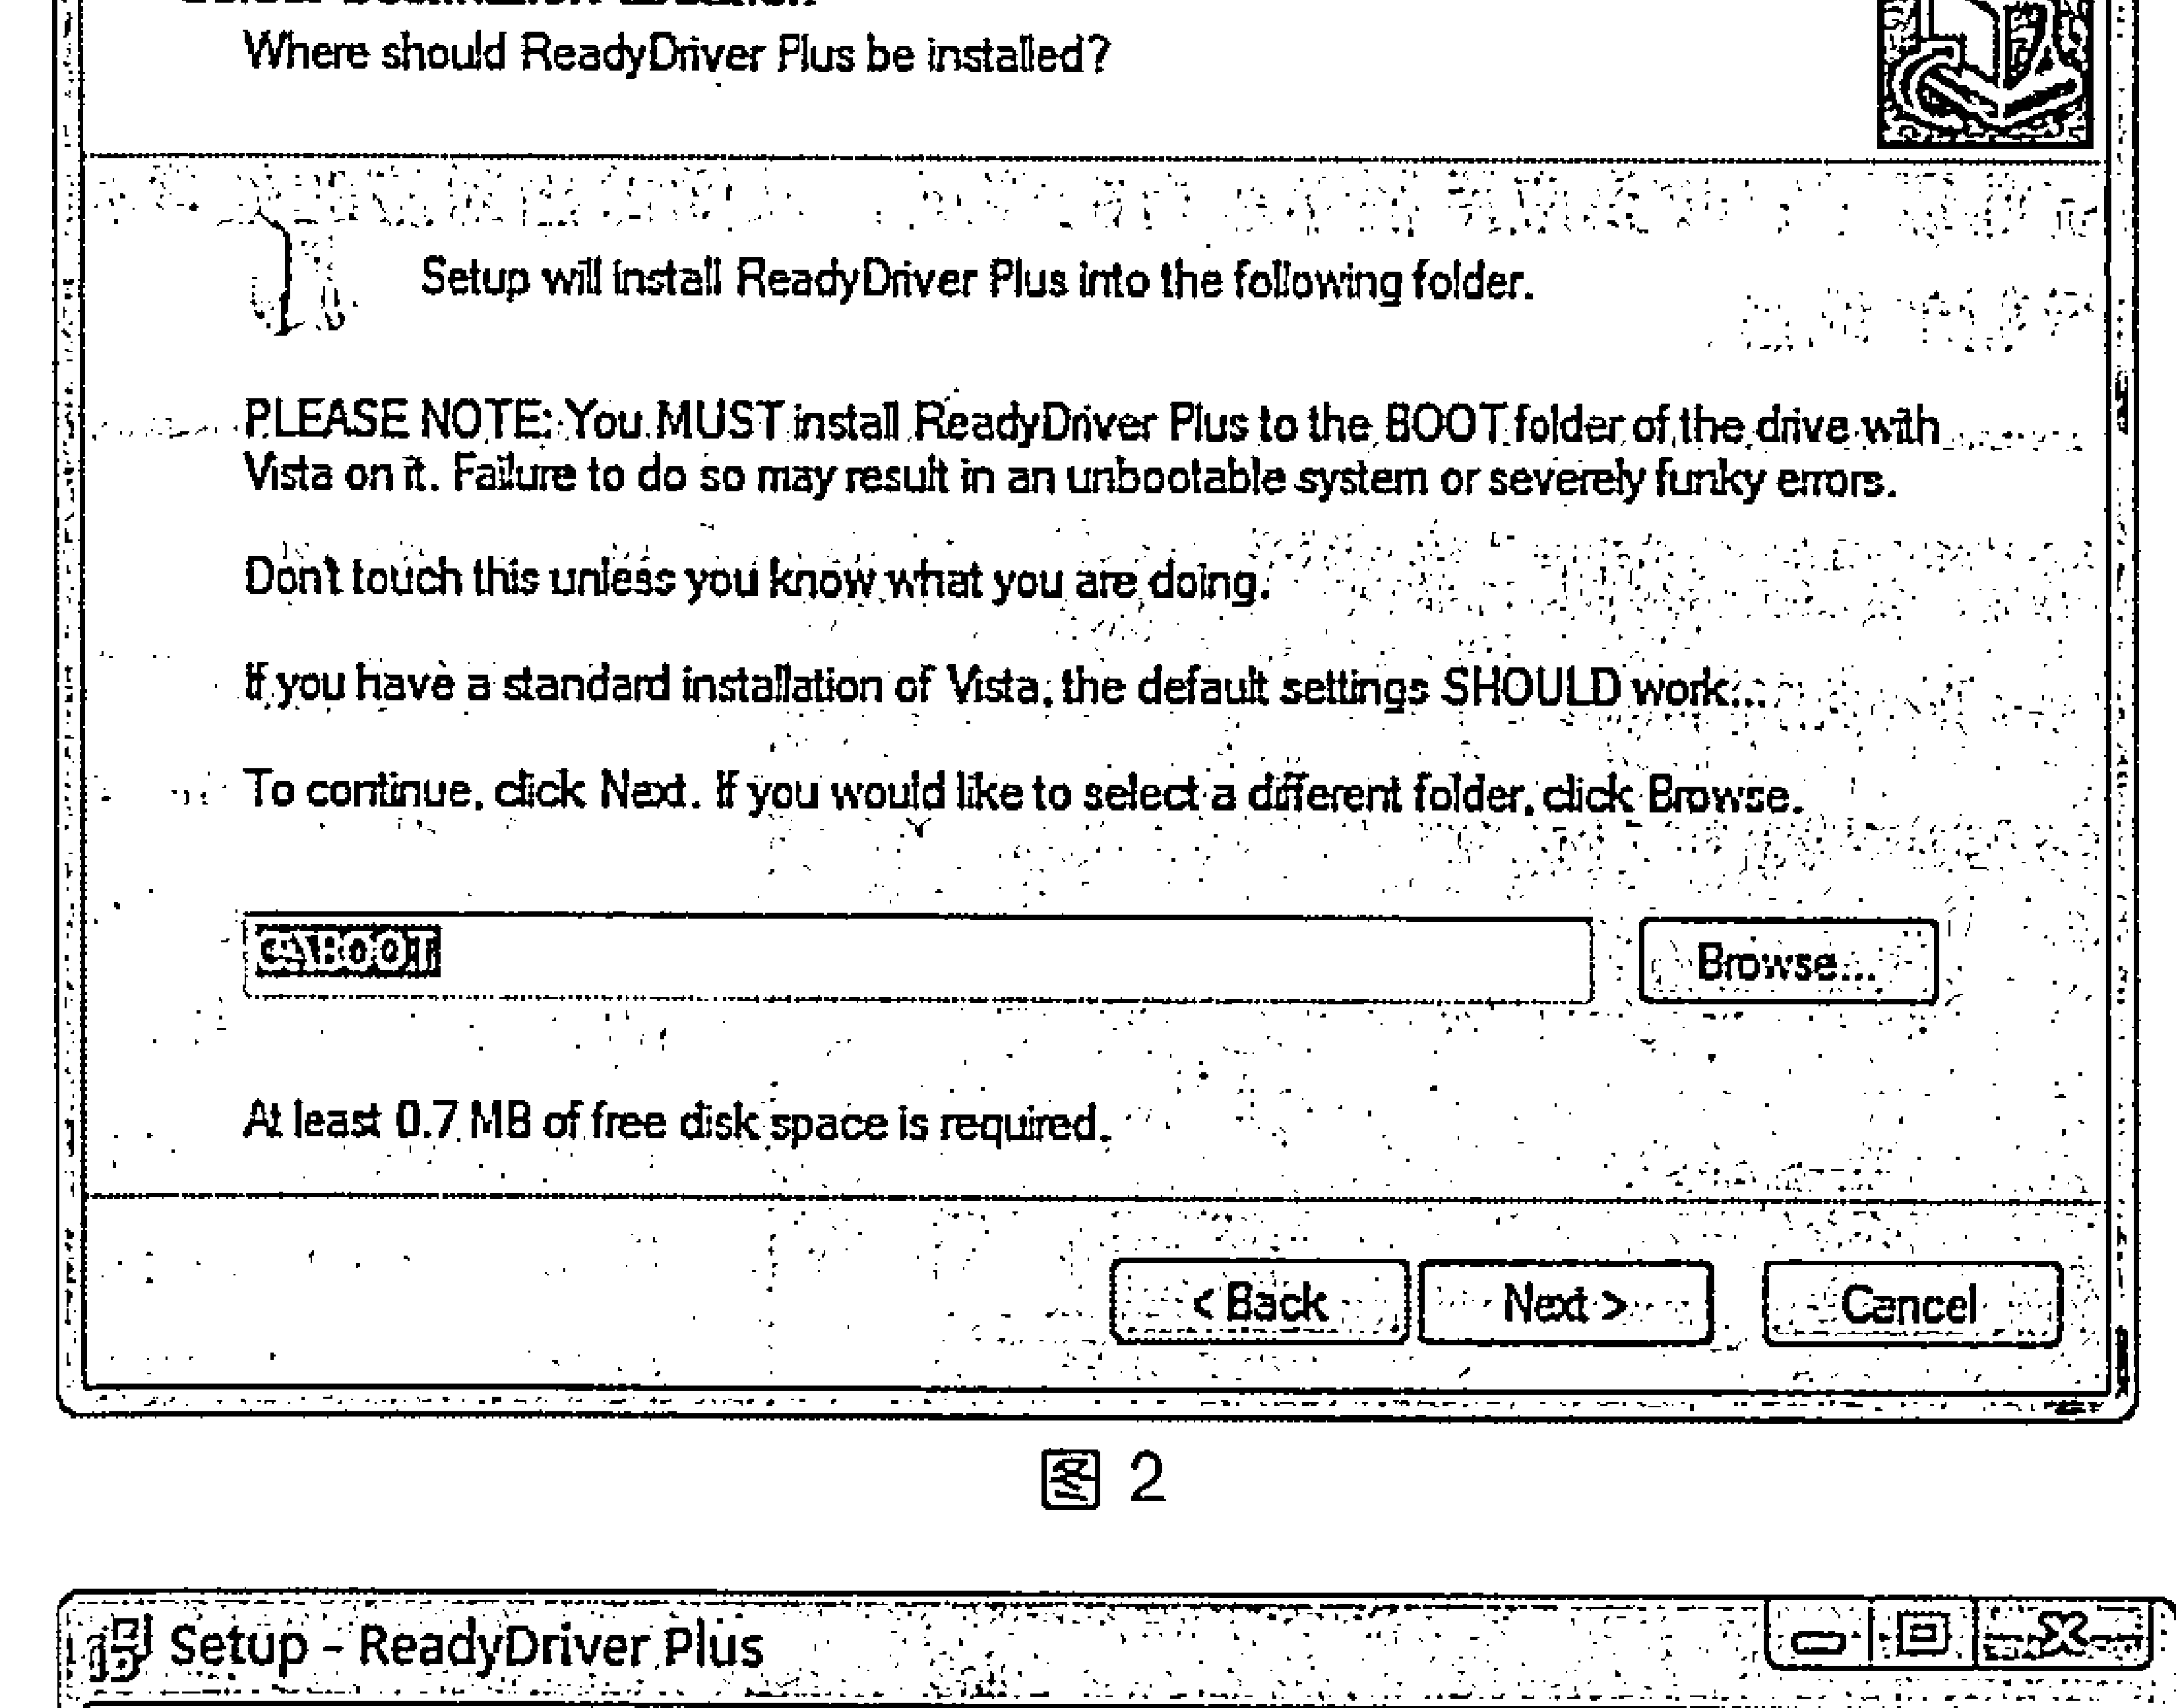 Where should ReadyDriver Plus be installed?
Setup will install ReadyDriver Plus into the following folder.
PLEASE NOTE: You MUST install ReadyDriver Plus to the BOOT folder of the drive with
Vista on it. Failure to do so may result in an unbootable system or severely funky errors.
Don't touch this unless you know what you are doing.
If you have a standard installation of Vista, the default settings SHOULD work...
To continue, click Next. If you would like to select a different folder, click Browse.
C:\BOOT
Browse...
At least 0.7 MB of free disk space is required.
< Back Next > Cancel
图 2
Setup - ReadyDriver Plus